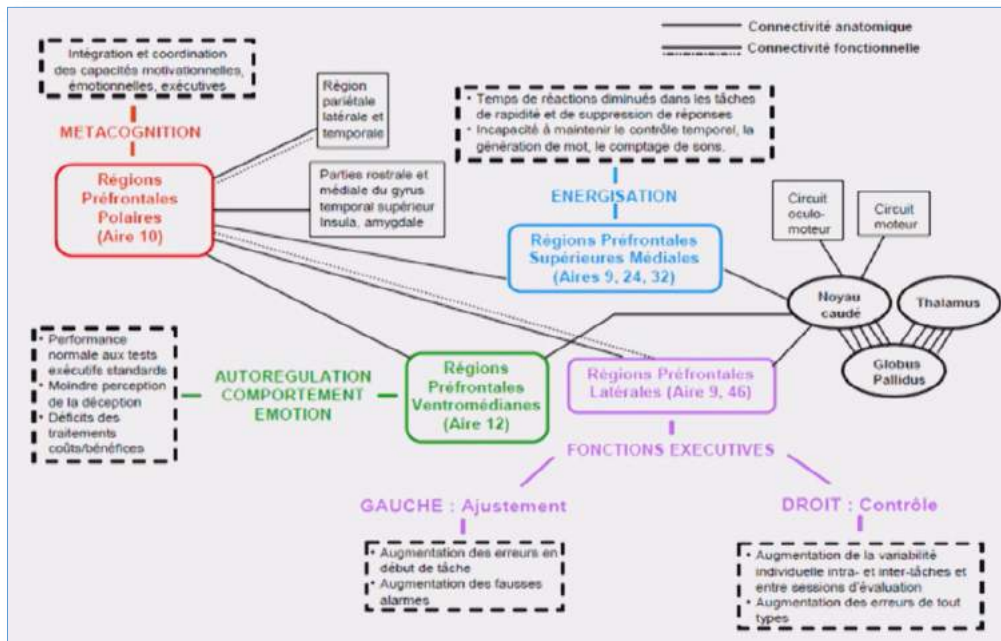 Connectivité anatomique
Connectivité fonctionnelle
Intégration et coordination
des capacités motivationnelles,
émotionnelles, exécutives
METACOGNITION
Régions
Préfrontales
Polaires
(Aire 10)
Région
pariétale
latérale et
temporale
Parties rostrale et
médiale du gyrus
temporal supérieur
Insula, amygdale
• Temps de réactions diminués dans les tâches
de rapidité et de suppression de réponses
• Incapacité à maintenir le contrôle temporel, la
génération de mot, le comptage de sons.
ENERGISATION
Régions Préfrontales
Supérieures Médiales
(Aires 9, 24, 32)
Circuit
oculo-
moteur
Circuit
moteur
Noyau
caudé
Thalamus
Globus
Pallidus
• Performance
normale aux tests
exécutifs standards
• Moindre perception
de la déception
• Déficits des
traitements
coûts/bénéfices
AUTOREGULATION
COMPORTEMENT
EMOTION
Régions
Préfrontales
Ventromédianes
(Aire 12)
Régions Préfrontales
Latérales (Aire 9, 46)
FONCTIONS EXECUTIVES
GAUCHE : Ajustement
• Augmentation des erreurs en
début de tâche
• Augmentation des fausses
alarmes
DROIT : Contrôle
• Augmentation de la variabilité
individuelle intra- et inter-tâches et
entre sessions d'évaluation
• Augmentation des erreurs de tout
types